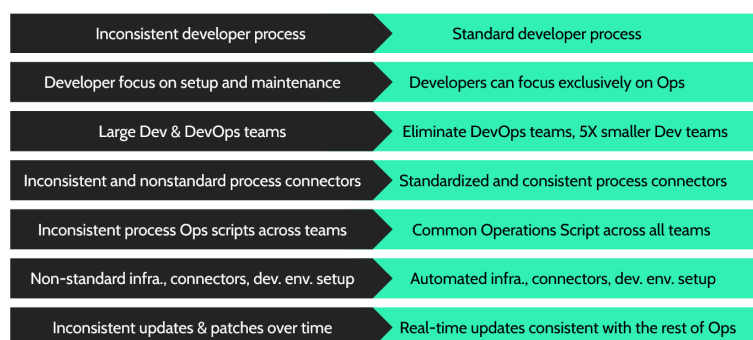 Inconsistent developer process
Standard developer process
Developer focus on setup and maintenance
Developers can focus exclusively on Ops
Large Dev & DevOps teams
Eliminate DevOps teams, 5X smaller Dev teams
Inconsistent and nonstandard process connectors
Standardized and consistent process connectors
Inconsistent process Ops scripts across teams
Common Operations Script across all teams
Non-standard infra., connectors, dev. env. setup
Automated infra., connectors, dev. env. setup
Inconsistent updates & patches over time
Real-time updates consistent with the rest of Ops